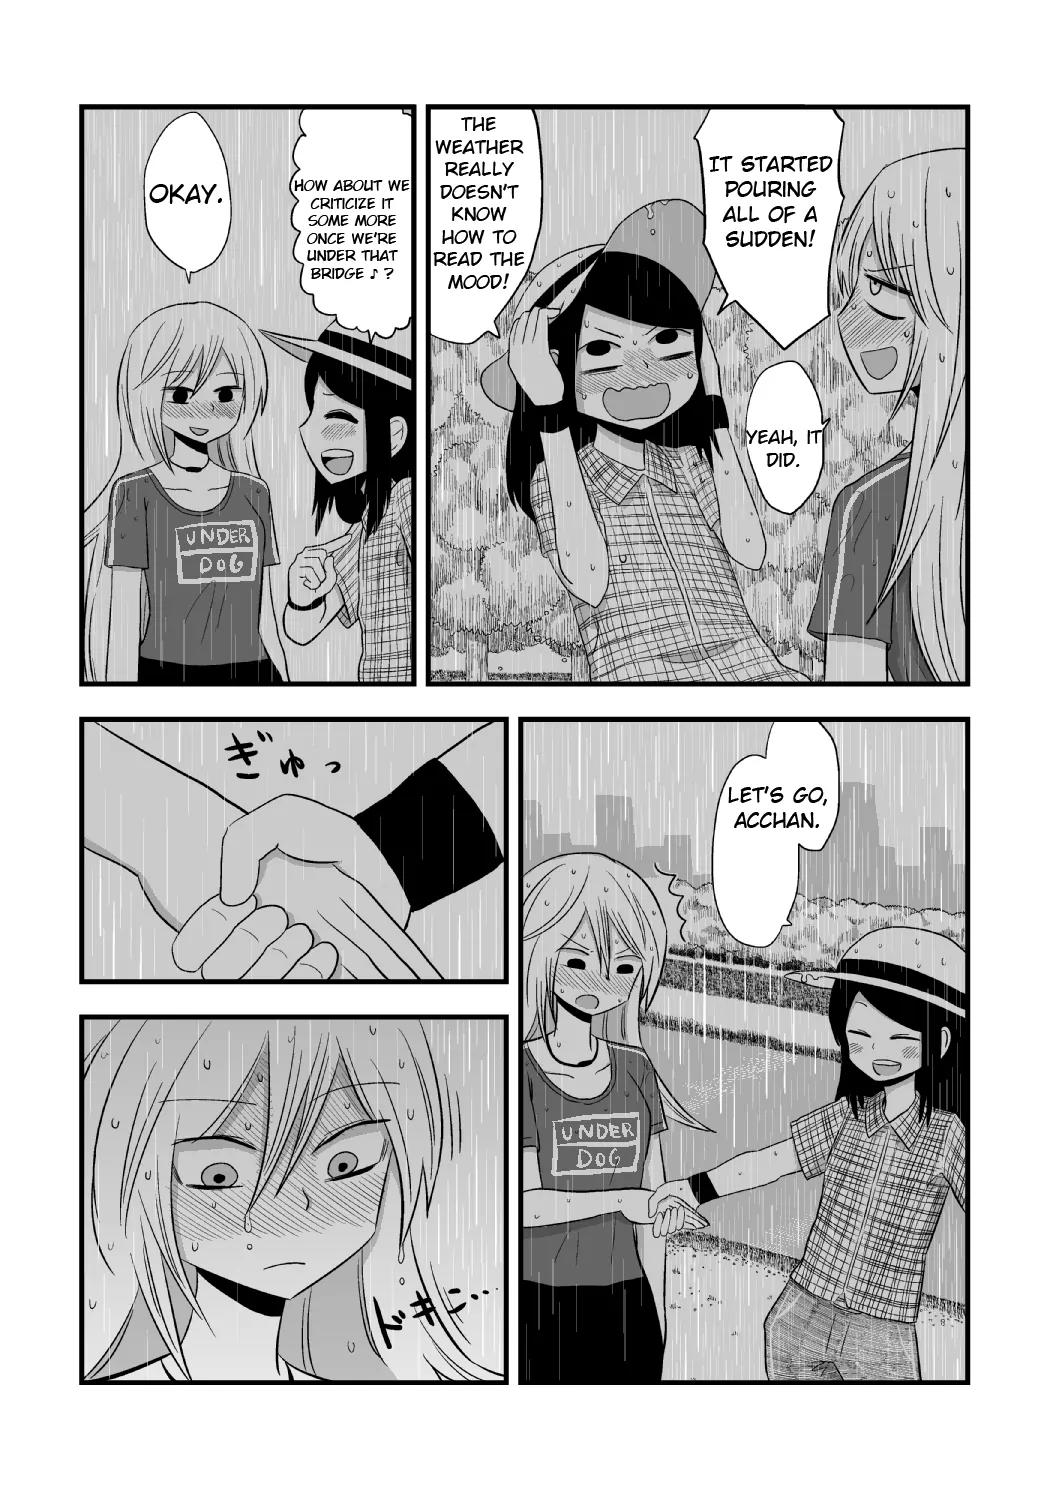 IT STARTED
POURING
ALL OF A
SUDDEN!
YEAH, IT
DID.
THE
WEATHER
REALLY
DOESN'T
KNOW
HOW TO
READ THE
MOOD!
HOW ABOUT WE
CRITICIZE IT
SOME MORE
ONCE WE'RE
UNDER THAT
BRIDGE ♪ ?
OKAY.
UNDER
DOG
LET'S GO,
ACCHAN.
UNDER
DOG
ぎゅっ
ドキン‥